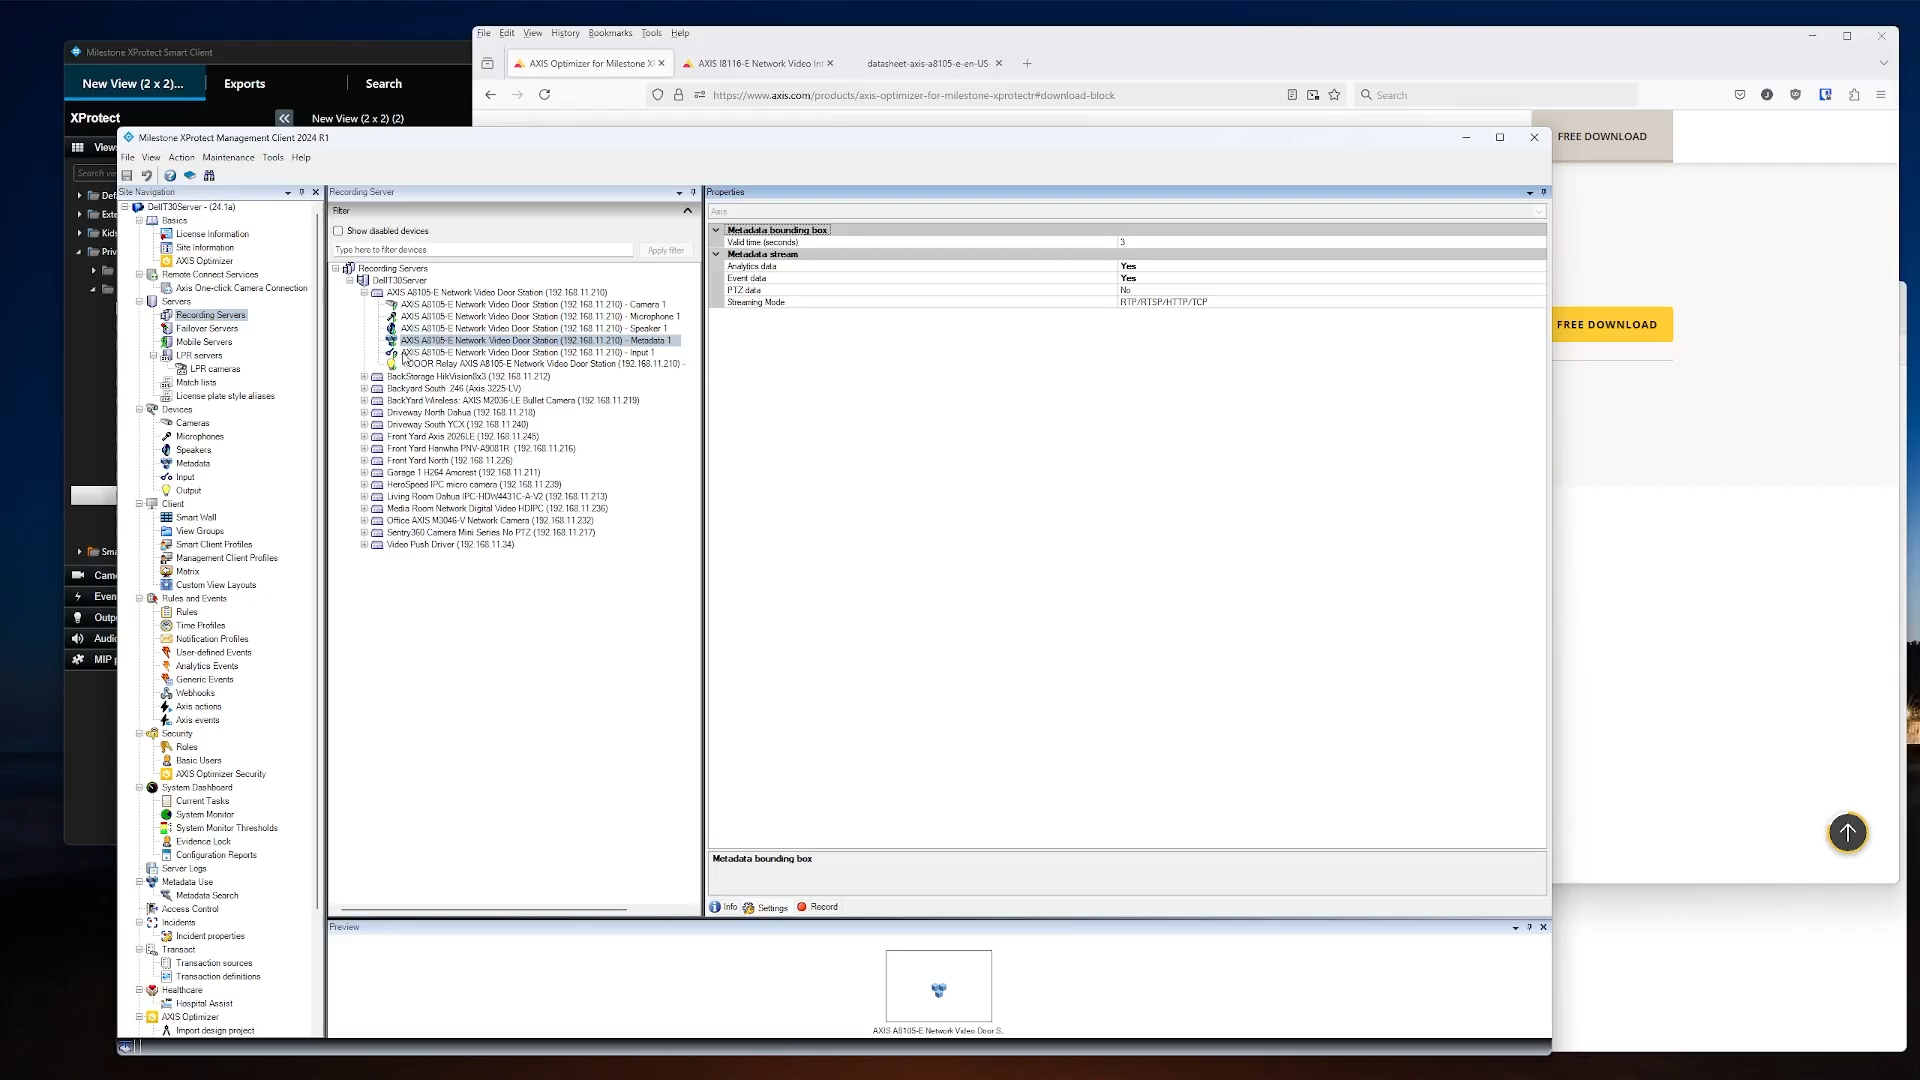 File Edit View History Bookmarks Tools Help
Milestone XProtect Smart Client
AXIS Optimizer for Milestone XF
AXIS I8116-E Network Video Int
datasheet-axis-a8105-e-en-US-
New View (2 x 2)...
Exports
Search
https://www.axis.com/products/axis-optimizer-for-milestone-xprotectr#download-block
Search
XProtect
New View (2 x 2) (2)
FREE DOWNLOAD
FREE DOWNLOAD
Views
Search vie
Def
Exte
Kids
Priv
Sma
Came
Even
Outp
Audio
MIP p
Milestone XProtect Management Client 2024 R1
File View Action Maintenance Tools Help
Site Navigation
DellT30Server - (24.1a)
Basics
License Information
Site Information
AXIS Optimizer
Remote Connect Services
Axis One-click Camera Connection
Servers
Recording Servers
Failover Servers
Mobile Servers
LPR servers
LPR cameras
Match lists
License plate style aliases
Devices
Cameras
Microphones
Speakers
Metadata
Input
Output
Client
Smart Wall
View Groups
Smart Client Profiles
Management Client Profiles
Matrix
Custom View Layouts
Rules and Events
Rules
Time Profiles
Notification Profiles
User-defined Events
Analytics Events
Generic Events
Webhooks
Axis actions
Axis events
Security
Roles
Basic Users
AXIS Optimizer Security
System Dashboard
Current Tasks
System Monitor
System Monitor Thresholds
Evidence Lock
Configuration Reports
Server Logs
Metadata Use
Metadata Search
Access Control
Incidents
Incident properties
Transact
Transaction sources
Transaction definitions
Healthcare
Hospital Assist
AXIS Optimizer
Import design project
Recording Server
Filter
Show disabled devices
Type here to filter devices
Apply filter
Recording Servers
DellT30Server
AXIS A8105-E Network Video Door Station (192.168.11.210)
AXIS A8105-E Network Video Door Station (192.168.11.210) - Camera 1
AXIS A8105-E Network Video Door Station (192.168.11.210) - Microphone 1
AXIS A8105-E Network Video Door Station (192.168.11.210) - Speaker 1
AXIS A8105-E Network Video Door Station (192.168.11.210) - Metadata 1
AXIS A8105-E Network Video Door Station (192.168.11.210) - Input 1
DOOR Relay AXIS A8105-E Network Video Door Station (192.168.11.210) -
BackStorage HikVision8x3 (192.168.11.212)
Backyard South .246 (Axis 3225-LV)
BackYard Wireless: AXIS M2036-LE Bullet Camera (192.168.11.219)
Driveway North Dahua (192.168.11.218)
Driveway South YCX (192.168.11.240)
Front Yard Axis 2026LE (192.168.11.245)
Front Yard Hanwha PNV-A9081R (192.168.11.216)
Front Yard North (192.168.11.226)
Garage 1 H264 Amcrest (192.168.11.211)
HeroSpeed IPC micro camera (192.168.11.239)
Living Room Dahua IPC-HDW4431C-A-V2 (192.168.11.213)
Media Room Network Digital Video HDIPC (192.168.11.236)
Office AXIS M3046-V Network Camera (192.168.11.232)
Sentry360 Camera Mini Series No PTZ (192.168.11.217)
Video Push Driver (192.168.11.34)
Properties
Axis
Metadata bounding box
Valid time (seconds) 3
Metadata stream
Analytics data Yes
Event data Yes
PTZ data No
Streaming Mode RTP/RTSP/HTTP/TCP
Metadata bounding box
Info Settings Record
Preview
AXIS A8105-E Network Video Door S...